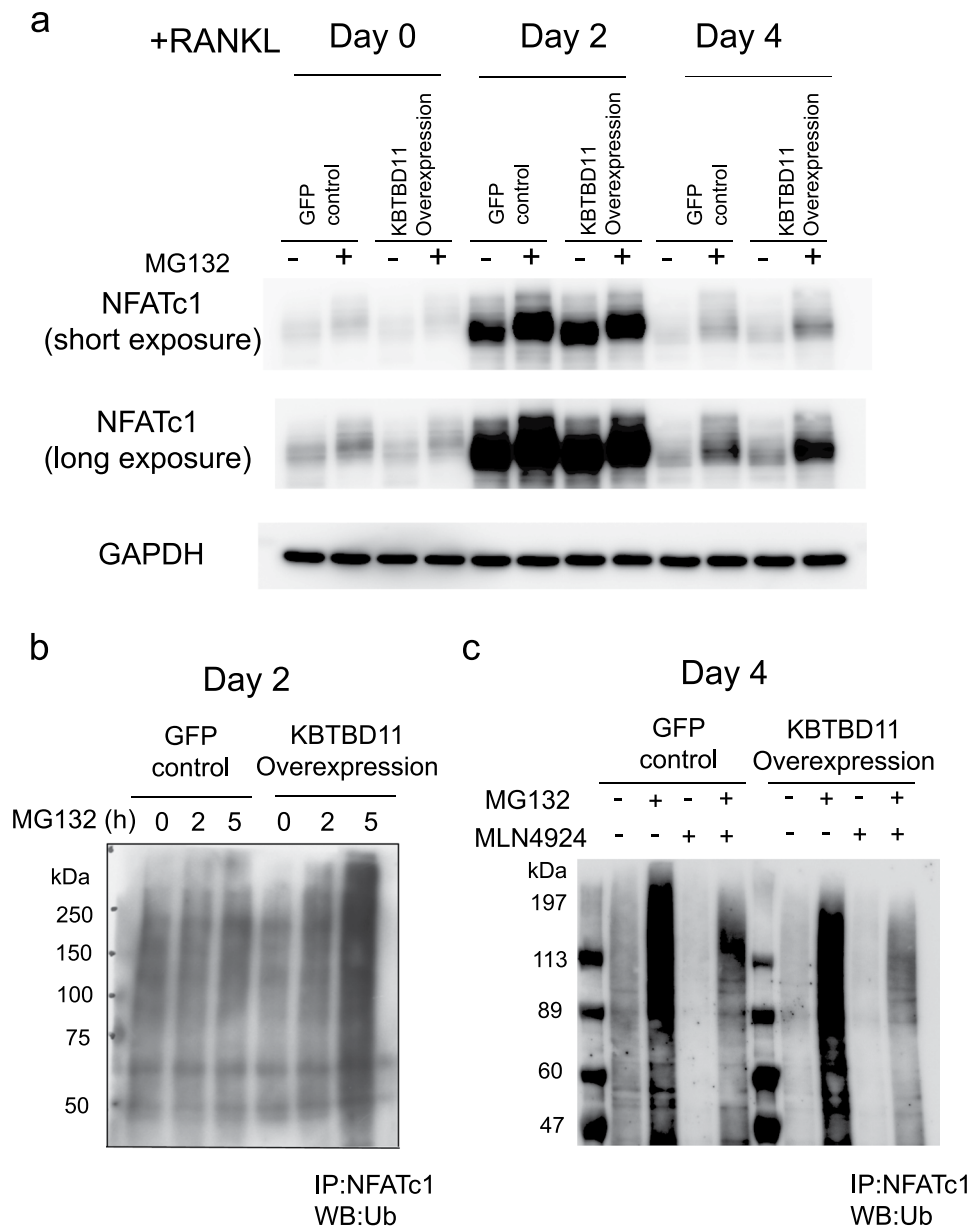 a
+RANKL Day 0 Day 2 Day 4
GFP control KBTBD11 Overexpression GFP control KBTBD11 Overexpression GFP control KBTBD11 Overexpression
MG132 - + - + - + - + - + - +
NFATc1
(short exposure)
NFATc1
(long exposure)
GAPDH
b
Day 2
GFP control KBTBD11 Overexpression
MG132 (h) 0 2 5 0 2 5
kDa
250
150
100
75
50
IP:NFATc1
WB:Ub
c
Day 4
GFP control KBTBD11 Overexpression
MG132 - + - + - + - +
MLN4924 - - + + - - + +
kDa
197
113
89
60
47
IP:NFATc1
WB:Ub